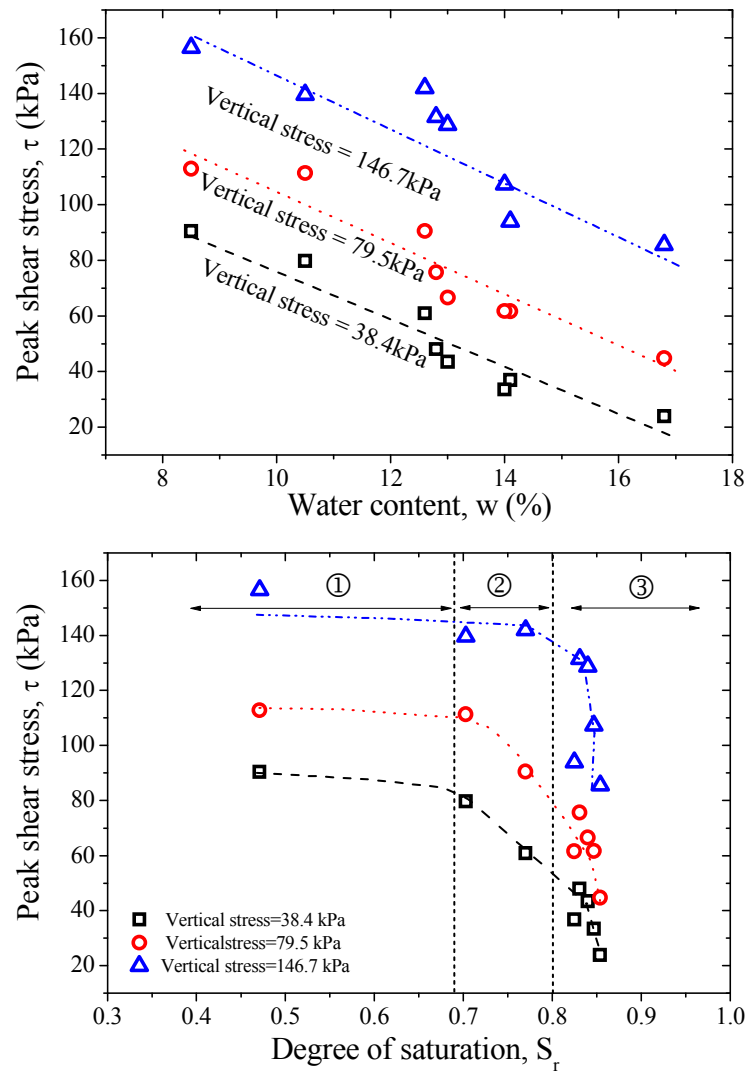 160
140
120
100
80
60
40
20
Peak shear stress, τ (kPa)
Vertical stress = 146.7kPa
Vertical stress = 79.5kPa
Vertical stress = 38.4kPa
8 10 12 14 16 18
Water content, w (%)
160
140
120
100
80
60
40
20
Peak shear stress, τ (kPa)
① ② ③
Vertical stress=38.4 kPa
Verticalstress=79.5 kPa
Vertical stress=146.7 kPa
0.3 0.4 0.5 0.6 0.7 0.8 0.9 1.0
Degree of saturation, Sr